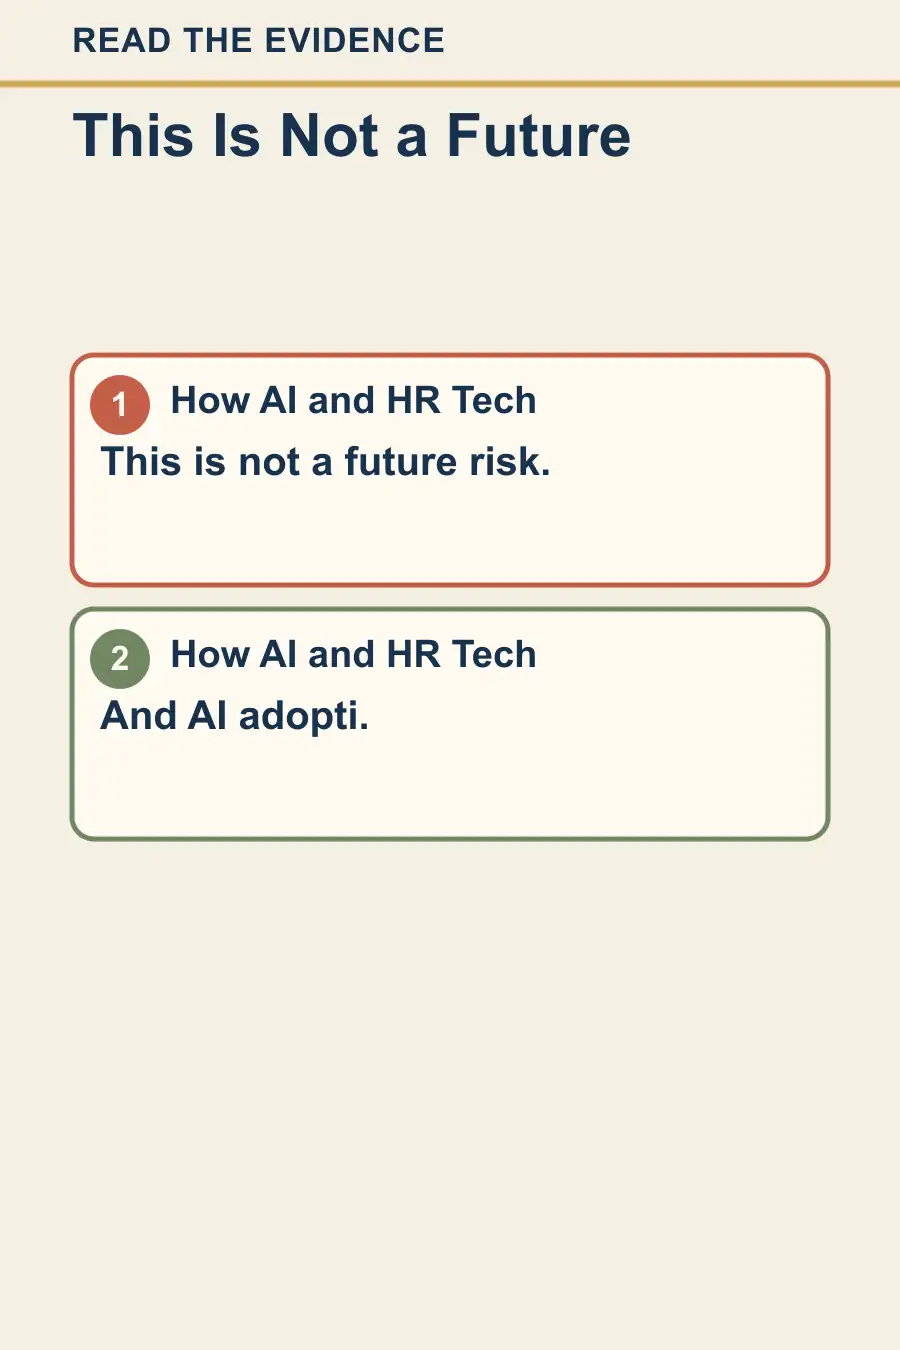 READ THE EVIDENCE
This Is Not a Future
1 How AI and HR Tech
This is not a future risk.
2 How AI and HR Tech
And AI adopti.